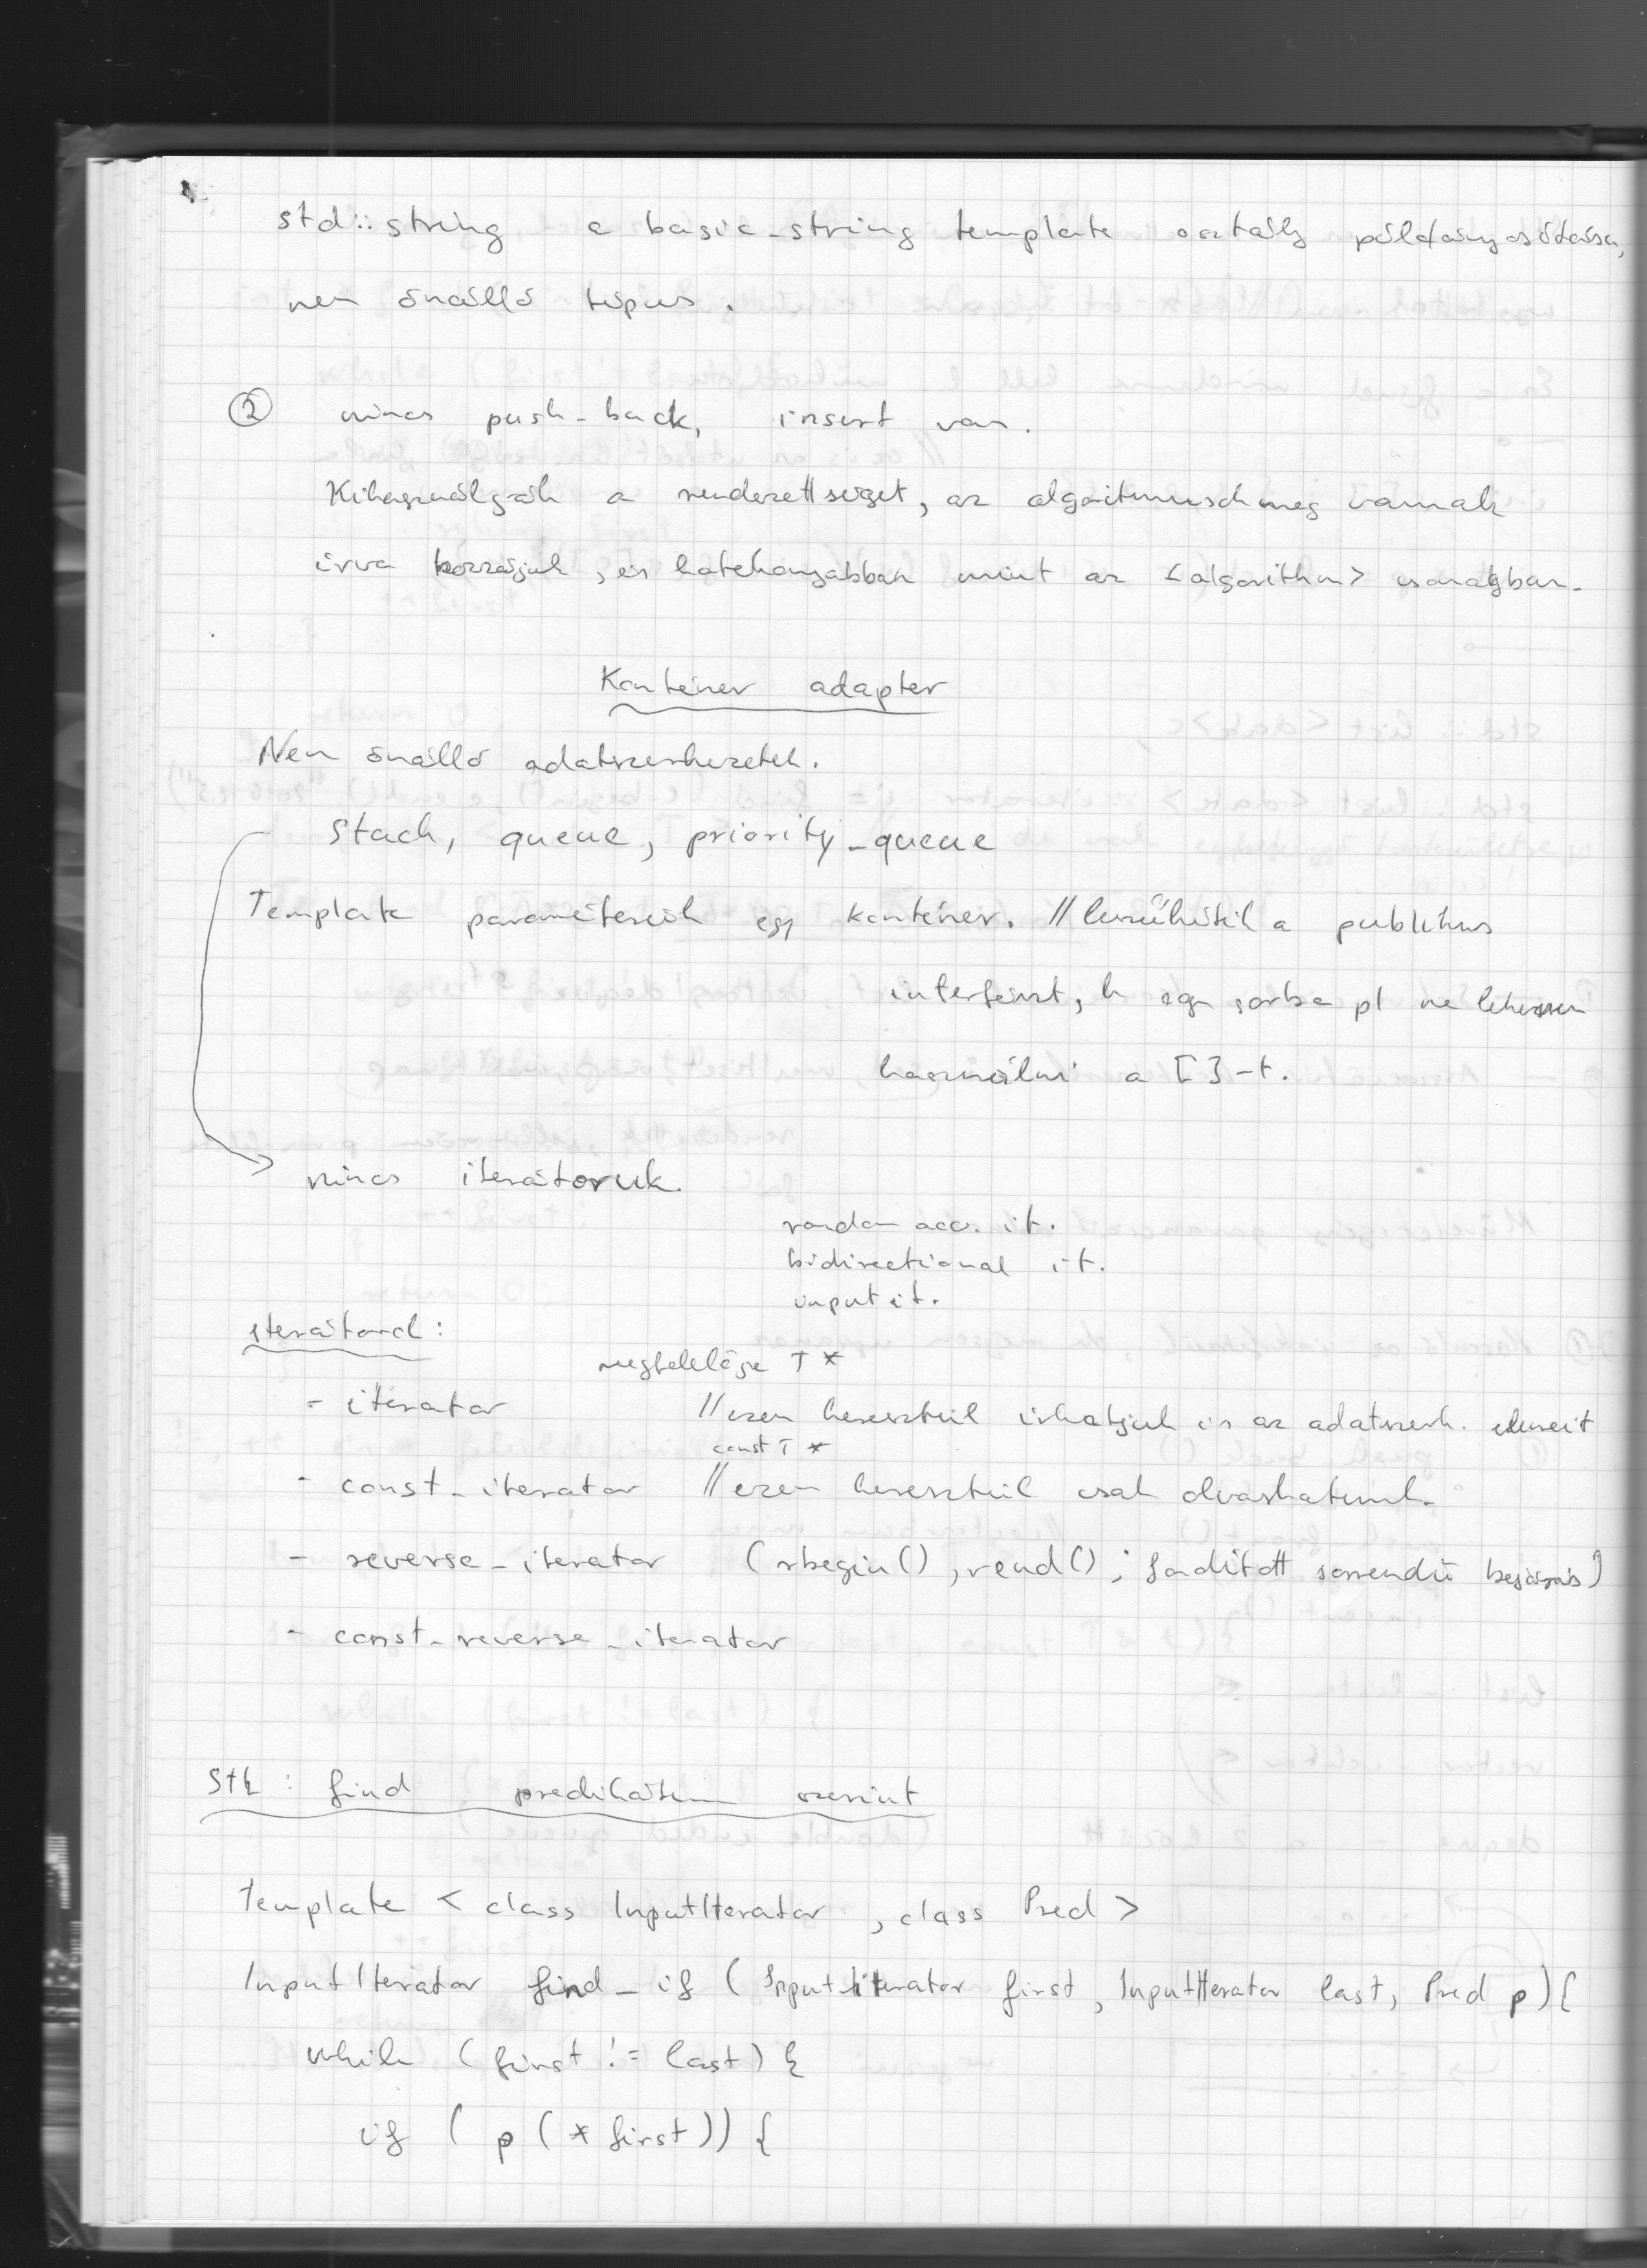 std::string a basic_string template osztály példányosítása,
nem önálló típus.
② nincs push_back, insert van.
Kihasználják a rendezettséget, az algoritmusok meg vannak
írva hozzájuk, és hatékonyabbak mint az <algorithm> csomagban.
Konténer adapter
Nem önálló adatszerkezetek.
Stack, queue, priority_queue
Template paraméterük egy konténer. // leszűkítik a publikus
interfészt, h egy sorba pl ne lehessen
használni a []-t.
nincs iterátoruk.
random acc. it.
bidirectional it.
input it.
iterátorok:
megfelelője T *
- iterator // ezen keresztül írhatjuk is az adatszerk. elemeit
const T *
- const_iterator // ezen keresztül csak olvashatunk.
- reverse_iterator (rbegin(), rend(); fordított sorrendű bejárás)
- const_reverse_iterator
STL: find predikátum szerint
Template < class InputIterator , class Pred >
InputIterator find_if ( InputIterator first, InputIterator last, Pred p) {
while (first != last) {
if ( p ( * first)) {